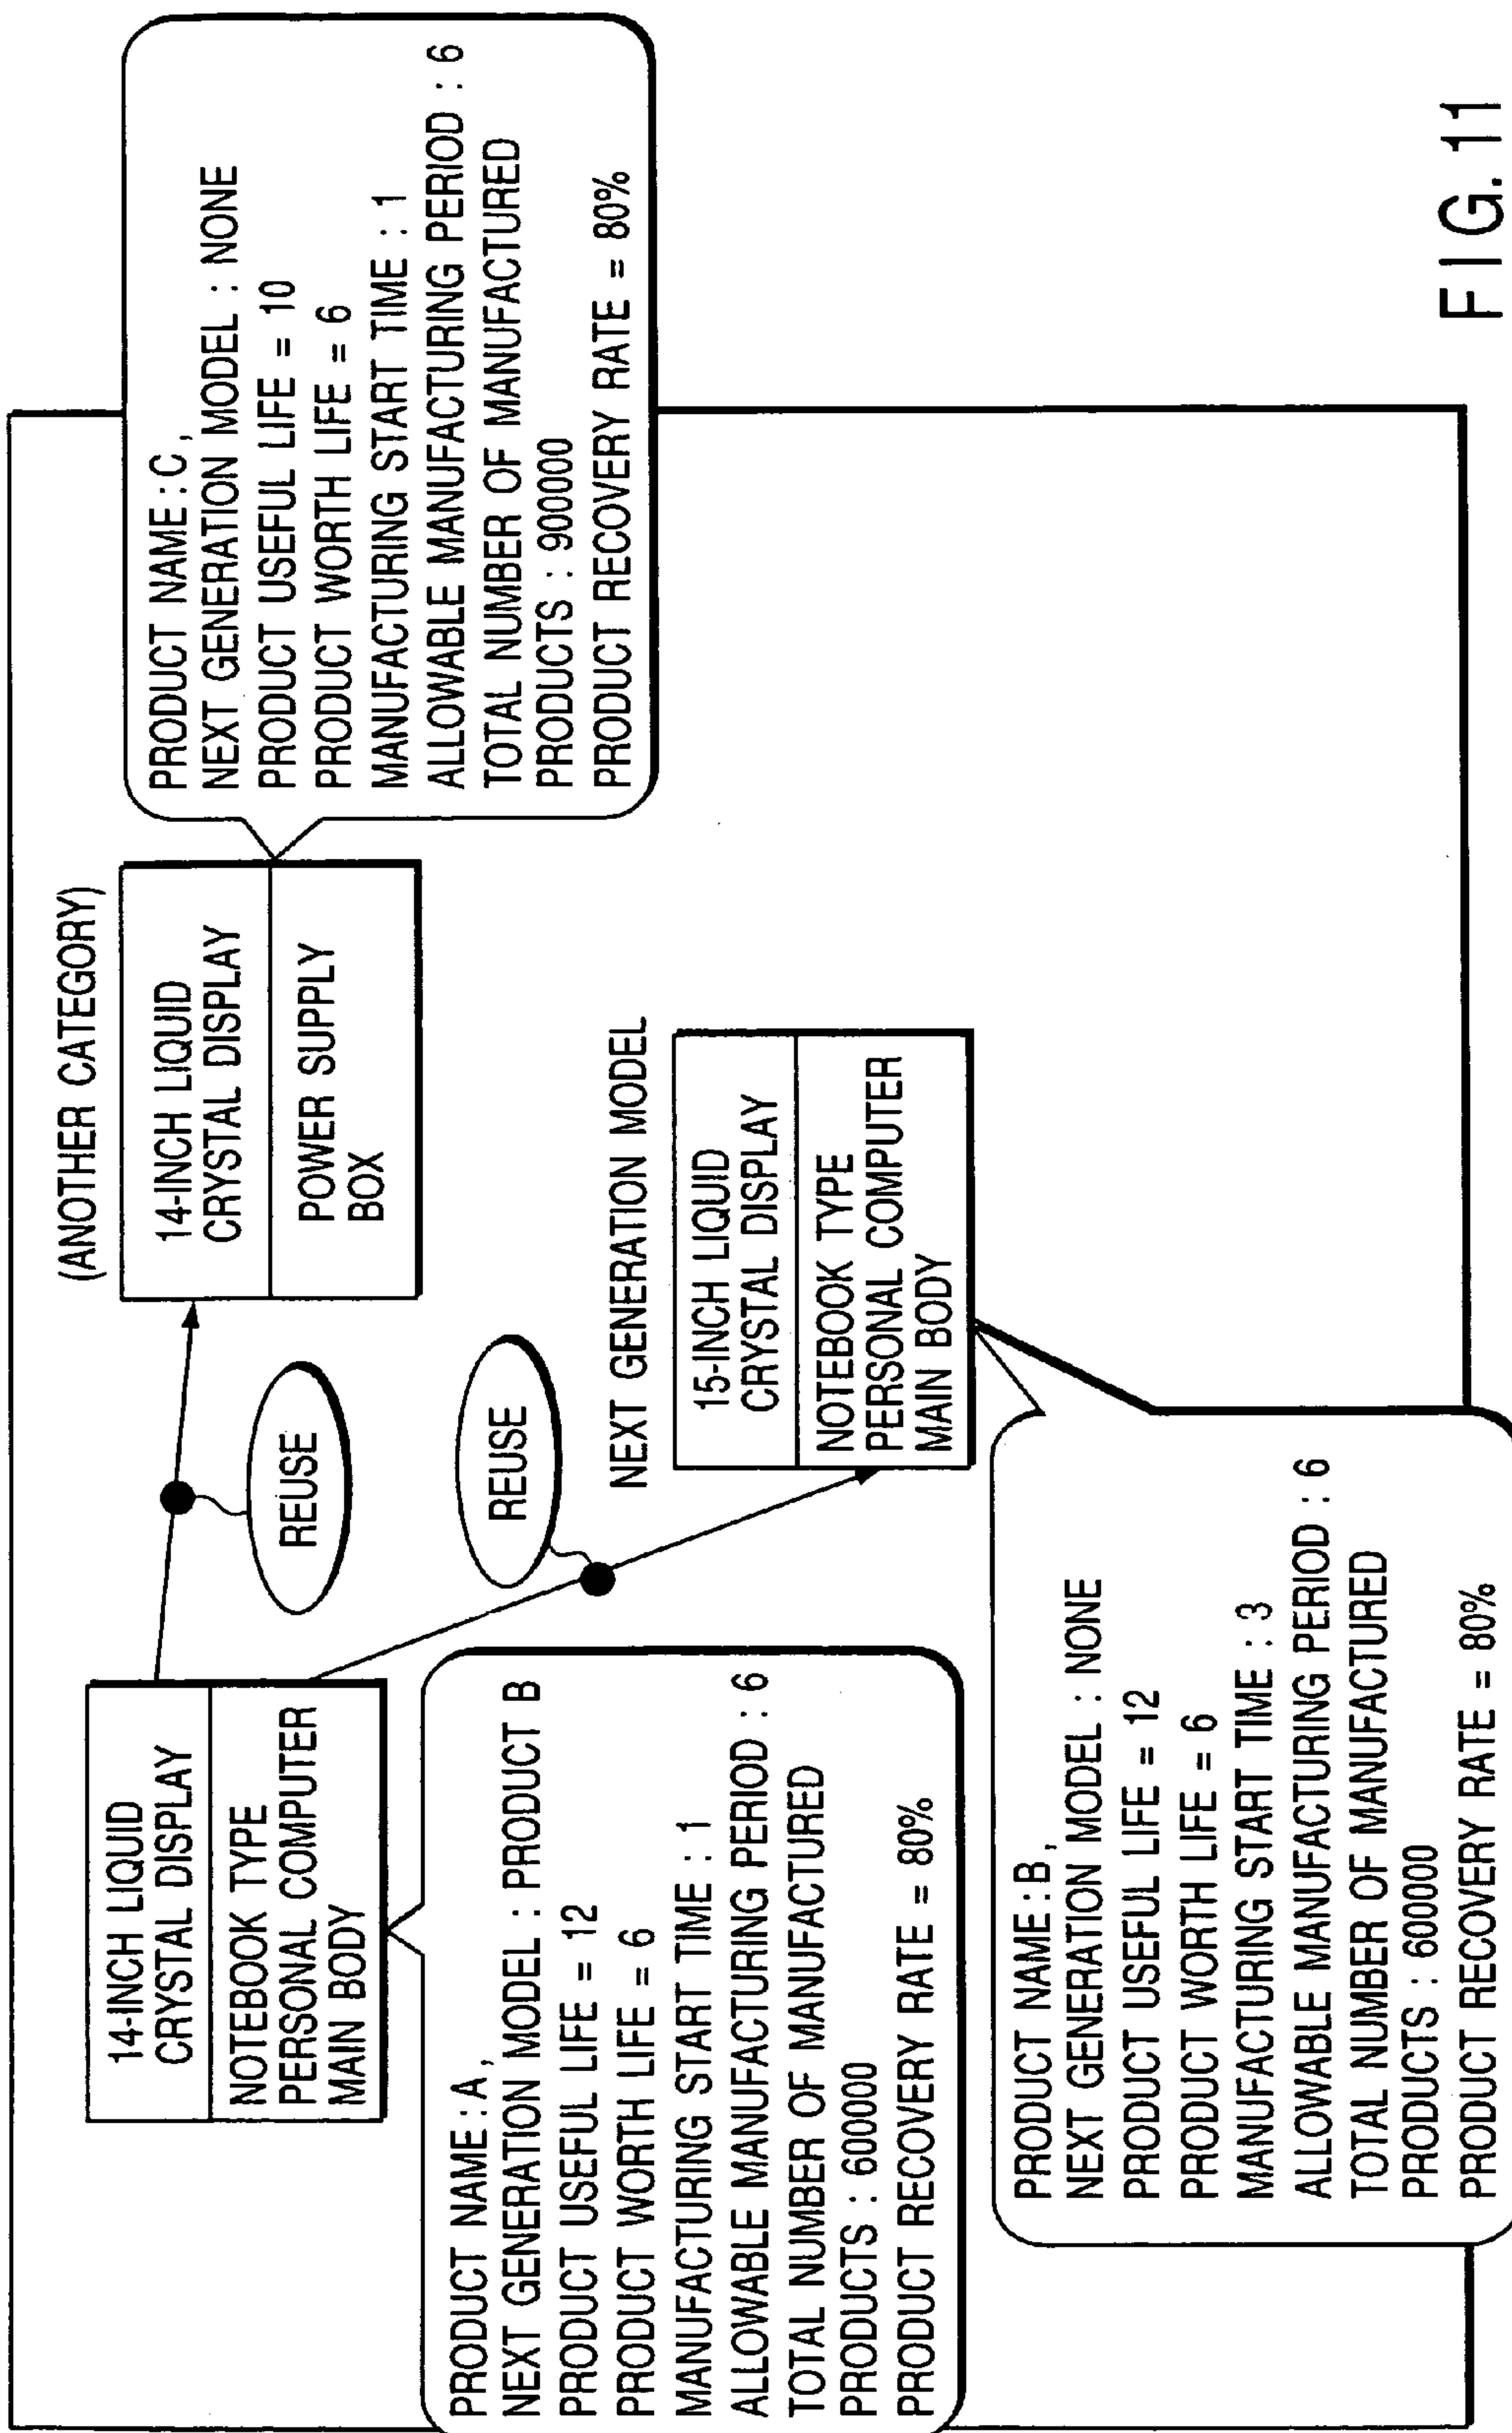 14-INCH LIQUID
CRYSTAL DISPLAY
NOTEBOOK TYPE
PERSONAL COMPUTER
MAIN BODY
PRODUCT NAME : A,
NEXT GENERATION MODEL : PRODUCT B
PRODUCT USEFUL LIFE = 12
PRODUCT WORTH LIFE = 6
MANUFACTURING START TIME : 1
ALLOWABLE MANUFACTURING PERIOD : 6
TOTAL NUMBER OF MANUFACTURED
PRODUCTS : 600000
PRODUCT RECOVERY RATE = 80%
REUSE
REUSE
(ANOTHER CATEGORY)
14-INCH LIQUID
CRYSTAL DISPLAY
POWER SUPPLY
BOX
PRODUCT NAME : C,
NEXT GENERATION MODEL : NONE
PRODUCT USEFUL LIFE = 10
PRODUCT WORTH LIFE = 6
MANUFACTURING START TIME : 1
ALLOWABLE MANUFACTURING PERIOD : 6
TOTAL NUMBER OF MANUFACTURED
PRODUCTS : 900000
PRODUCT RECOVERY RATE = 80%
NEXT GENERATION MODEL
15-INCH LIQUID
CRYSTAL DISPLAY
NOTEBOOK TYPE
PERSONAL COMPUTER
MAIN BODY
PRODUCT NAME : B,
NEXT GENERATION MODEL : NONE
PRODUCT USEFUL LIFE = 12
PRODUCT WORTH LIFE = 6
MANUFACTURING START TIME : 3
ALLOWABLE MANUFACTURING PERIOD : 6
TOTAL NUMBER OF MANUFACTURED
PRODUCTS : 600000
PRODUCT RECOVERY RATE = 80%
FIG. 11